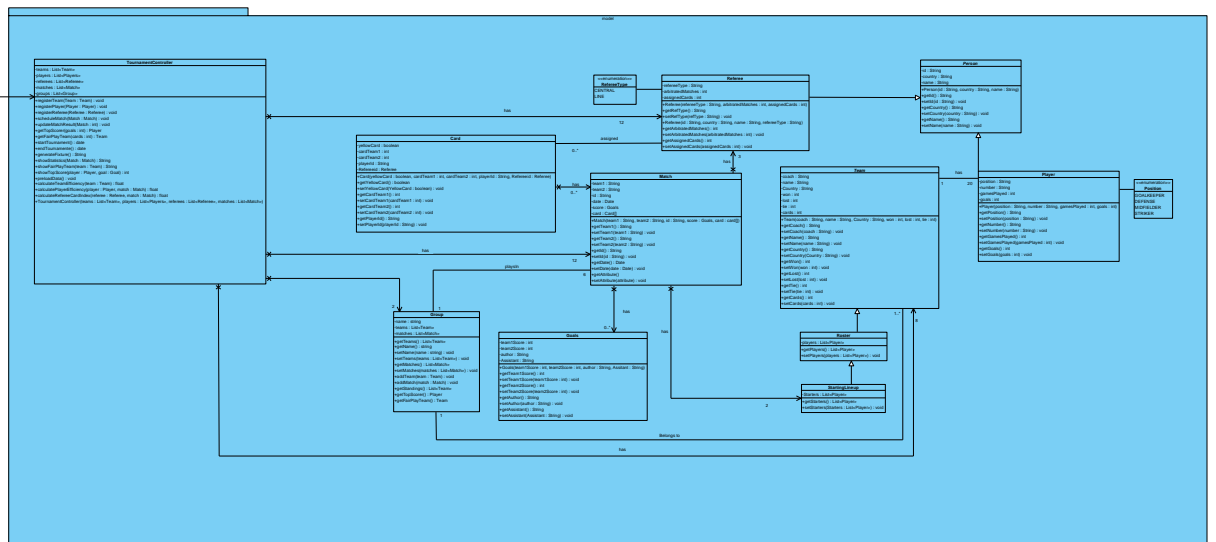 model
TournamentController
-teams : List<Team>
-players : List<Players>
-referees : List<Referee>
-matches : List<Match>
-groups : List<Group>
+registerTeam(Team : Team) : void
+registerPlayer(Player : Player) : void
+registerReferee(Referee : Referee) : void
+scheduleMatch(Match : Match) : void
+updateMatchResult(Match : int) : void
+getTopScorer(goals : int) : Player
+getFairPlayTeam(cards : int) : Team
+startTournament() : date
+endTournament() : date
+generateFixture() : String
+showStatistics(Match : Match) : String
+showFairPlayTeam(team : Team) : String
+showTopScore(player : Player, goal : Goal) : int
+preloadData() : void
+calculateTeamEfficiency(team : Team) : float
+calculatePlayerEfficiency(player : Player, match : Match) : float
+calculateRefereeCardIndex(referee : Referee, match : Match) : float
+TournamentController(teams : List<Team>, players : List<Player>, referees : List<Referee>, matches : List<Match>)
<<enumeration>>
RefereeType
CENTRAL
LINE
Referee
-refereeType : String
-arbitratedMatches : int
-assignedCards : int
+Referee(refereeType : String, arbitratedMatches : int, assignedCards : int)
+getRefType() : String
+setRefType(refType : String) : void
+Referee(id : String, country : String, name : String, refereeType : String)
+getArbitratedMatches() : int
+setArbitratedMatches(arbitratedMatches : int) : void
+getAssignedCards() : int
+setAssignedCards(assignedCards : int) : void
Person
-id : String
-country : String
-name : String
+Person(id : String, country : String, name : String)
+getId() : String
+setId(id : String) : void
+getCountry() : String
+setCountry(country : String) : void
+getName() : String
+setName(name : String) : void
has
12
Card
-yellowCard : boolean
-cardTeam1 : int
-cardTeam2 : int
-playerId : String
-RefereeId : Referee
+Card(yellowCard : boolean, cardTeam1 : int, cardTeam2 : int, playerId : String, RefereeId : Referee)
+getYellowCard() : boolean
+setYellowCard(YellowCard : boolean) : void
+getCardTeam1() : int
+setCardTeam1(cardTeam1 : int) : void
+getCardTeam2() : int
+setCardTeam2(cardTeam2 : int) : void
+getPlayerId() : String
+setPlayerId(playerId : String) : void
assigned
0..*
has
0..*
3
Match
-team1 : String
-team2 : String
-id : String
-date : Date
-score : Goals
-card : Card[]
+Match(team1 : String, team2 : String, id : String, score : Goals, card : card[])
+getTeam1() : String
+setTeam1(team1 : String) : void
+getTeam2() : String
+setTeam2(team2 : String) : void
+getId() : String
+setId(id : String) : void
+getDate() : Date
+setDate(date : Date) : void
+getAttribute()
+setAttribute(attribute) : void
Team
-coach : String
-name : String
-Country : String
-won : int
-lost : int
-tie : int
-cards : int
+Team(coach : String, name : String, Country : String, won : int, lost : int, tie : int)
+getCoach() : String
+setCoach(coach : String) : void
+getName() : String
+setName(name : String) : void
+getCountry() : String
+setCountry(Country : String) : void
+getWon() : int
+setWon(won : int) : void
+getLost() : int
+setLost(lost : int) : void
+getTie() : int
+setTie(tie : int) : void
+getCards() : int
+setCards(cards : int) : void
has
1
20
Player
-position : String
-number : String
-gamesPlayed : int
-goals : int
+Player(position : String, number : String, gamesPlayed : int, goals : int)
+getPosition() : String
+setPosition(position : String) : void
+getNumber() : String
+setNumber(number : String) : void
+getGamesPlayed() : int
+setGamesPlayed(gamesPlayed : int) : void
+getGoals() : int
+setGoals(goals : int) : void
<<enumeration>>
Position
GOALKEEPER
DEFENSE
MIDFIELDER
STRIKER
has
12
playsIn
6
1
2
Group
-name : string
-teams : List<Team>
-matches : List<Match>
+getTeams() : List<Team>
+getName() : string
+setName(name : string) : void
+setTeams(teams : List<Team>) : void
+getMatches() : List<Match>
+setMatches(matches : List<Match>) : void
+addTeam(team : Team) : void
+addMatch(match : Match) : void
+getStandings() : List<Team>
+getTopScorer() : Player
+getFairPlayTeam() : Team
1
has
0..*
Goals
-team1Score : int
-team2Score : int
-author : String
-Assistant : String
+Goals(team1Score : int, team2Score : int, author : String, Assistant : String)
+getTeam1Score() : int
+setTeam1Score(team1Score : int) : void
+getTeam2Score() : int
+setTeam2Score(team2Score : int) : void
+getAuthor() : String
+setAuthor(author : String) : void
+getAssistant() : String
+setAssistant(Assistant : String) : void
has
2
1..*
8
Roster
-players : List<Player>
+getPlayers() : List<Player>
+setPlayers(players : List<Player>) : void
StartingLineup
-Starters : List<Player>
+getStarters() : List<Player>
+setStarters(Starters : List<Player>) : void
Belongs to
has